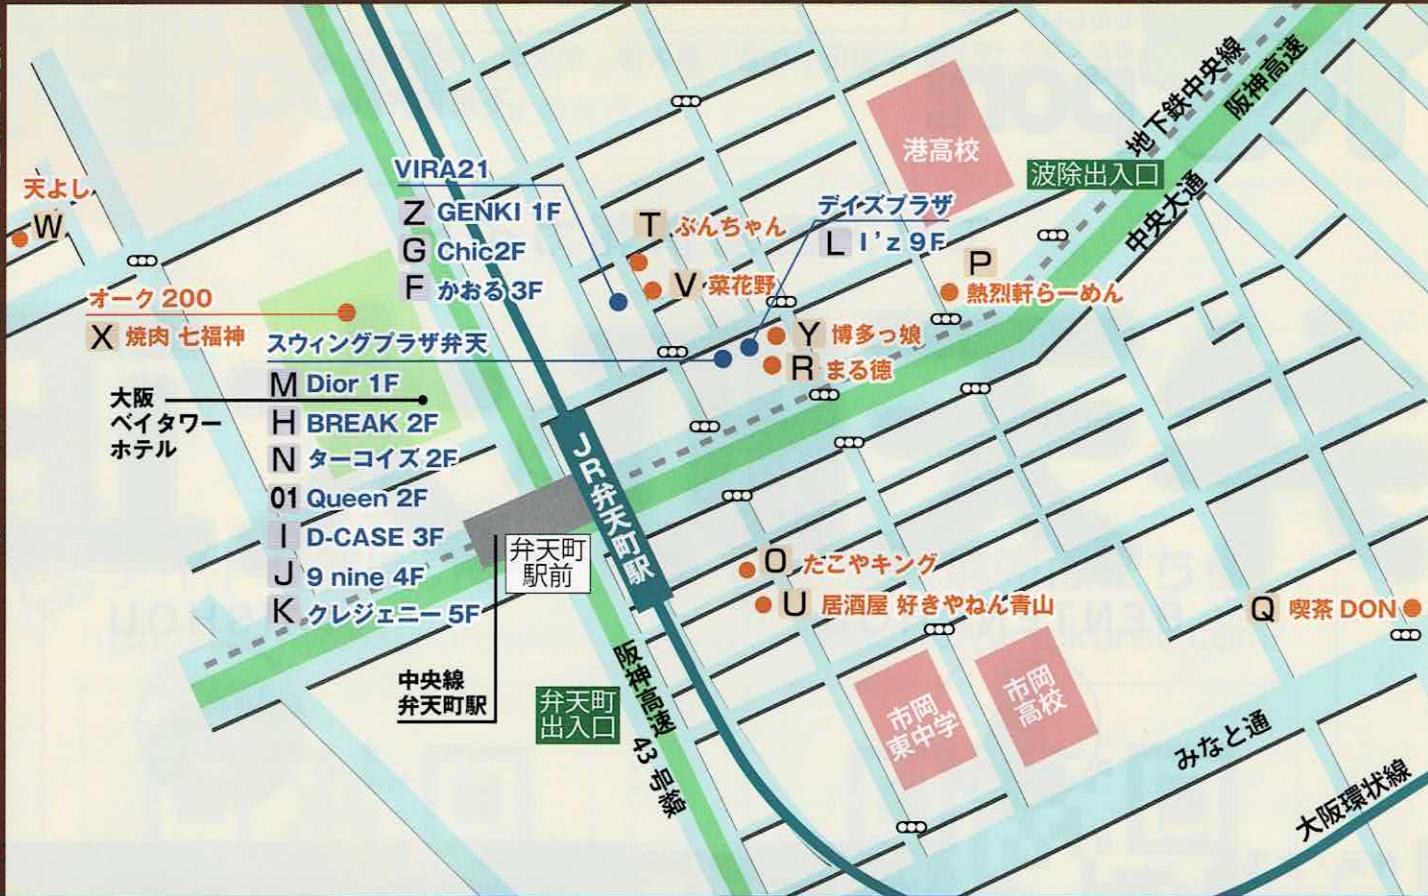 地下鉄中央線
阪神高速
港高校
波除出入口
中央大通
天よし
W
VIRA21
Z GENKI 1F
G Chic2F
F かおる 3F
T ぶんちゃん
V 菜花野
デイズプラザ
L I'z 9F
P
熱烈軒らーめん
オーク 200
X 焼肉 七福神
スウィングプラザ弁天
M Dior 1F
H BREAK 2F
N ターコイズ 2F
01 Queen 2F
I D-CASE 3F
J 9 nine 4F
K クレジェニー 5F
Y 博多っ娘
R まる徳
大阪
ベイタワー
ホテル
JR弁天町駅
弁天町
駅前
O たこやキング
U 居酒屋 好きやねん青山
Q 喫茶 DON
中央線
弁天町駅
弁天町
出入口
阪神高速 43号線
市岡
東中学
市岡
高校
みなと通
大阪環状線